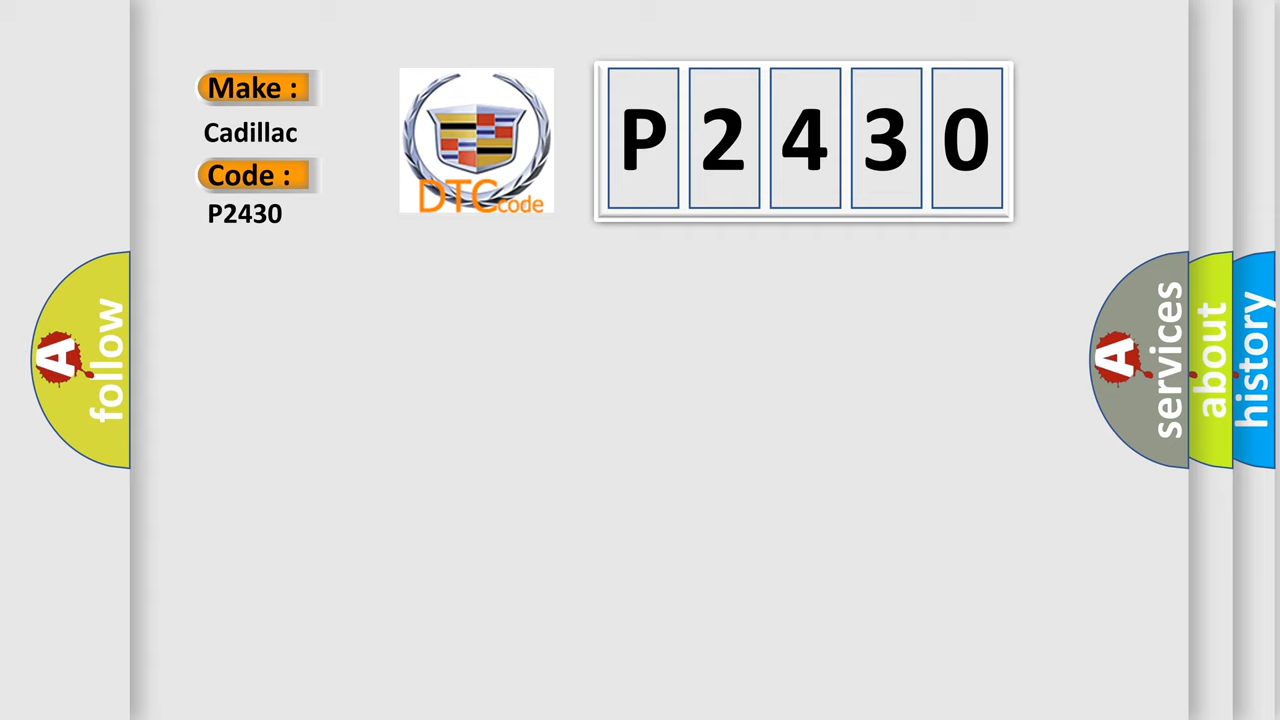 Make :
Cadillac
Code :
P2430
DTCcode
P 2 4 3 0
A follow
A services
about
history